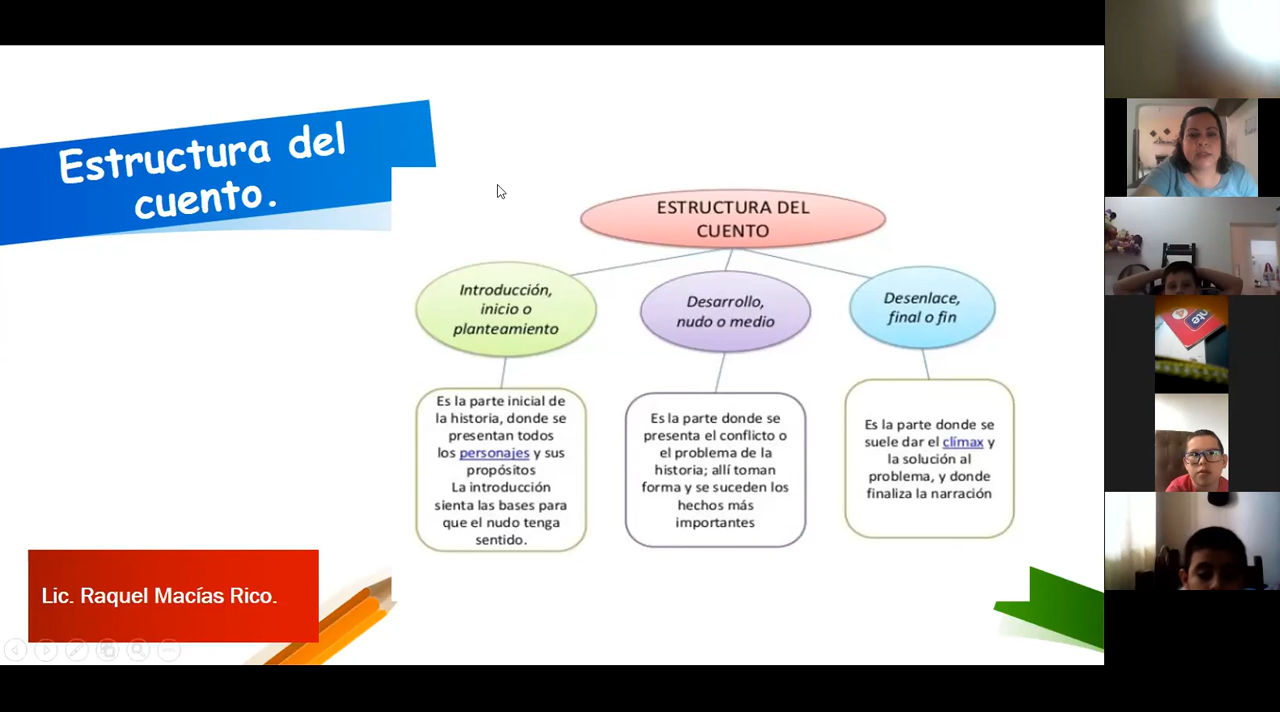 Estructura del
cuento.
ESTRUCTURA DEL
CUENTO
Introducción,
inicio o
planteamiento
Desarrollo,
nudo o medio
Desenlace,
final o fin
Es la parte inicial de
la historia, donde se
presentan todos
los personajes y sus
propósitos
La introducción
sienta las bases para
que el nudo tenga
sentido.
Es la parte donde se
presenta el conflicto o
el problema de la
historia; allí toman
forma y se suceden los
hechos más
importantes
Es la parte donde se
suele dar el clímax y
la solución al
problema, y donde
finaliza la narración
Lic. Raquel Macías Rico.